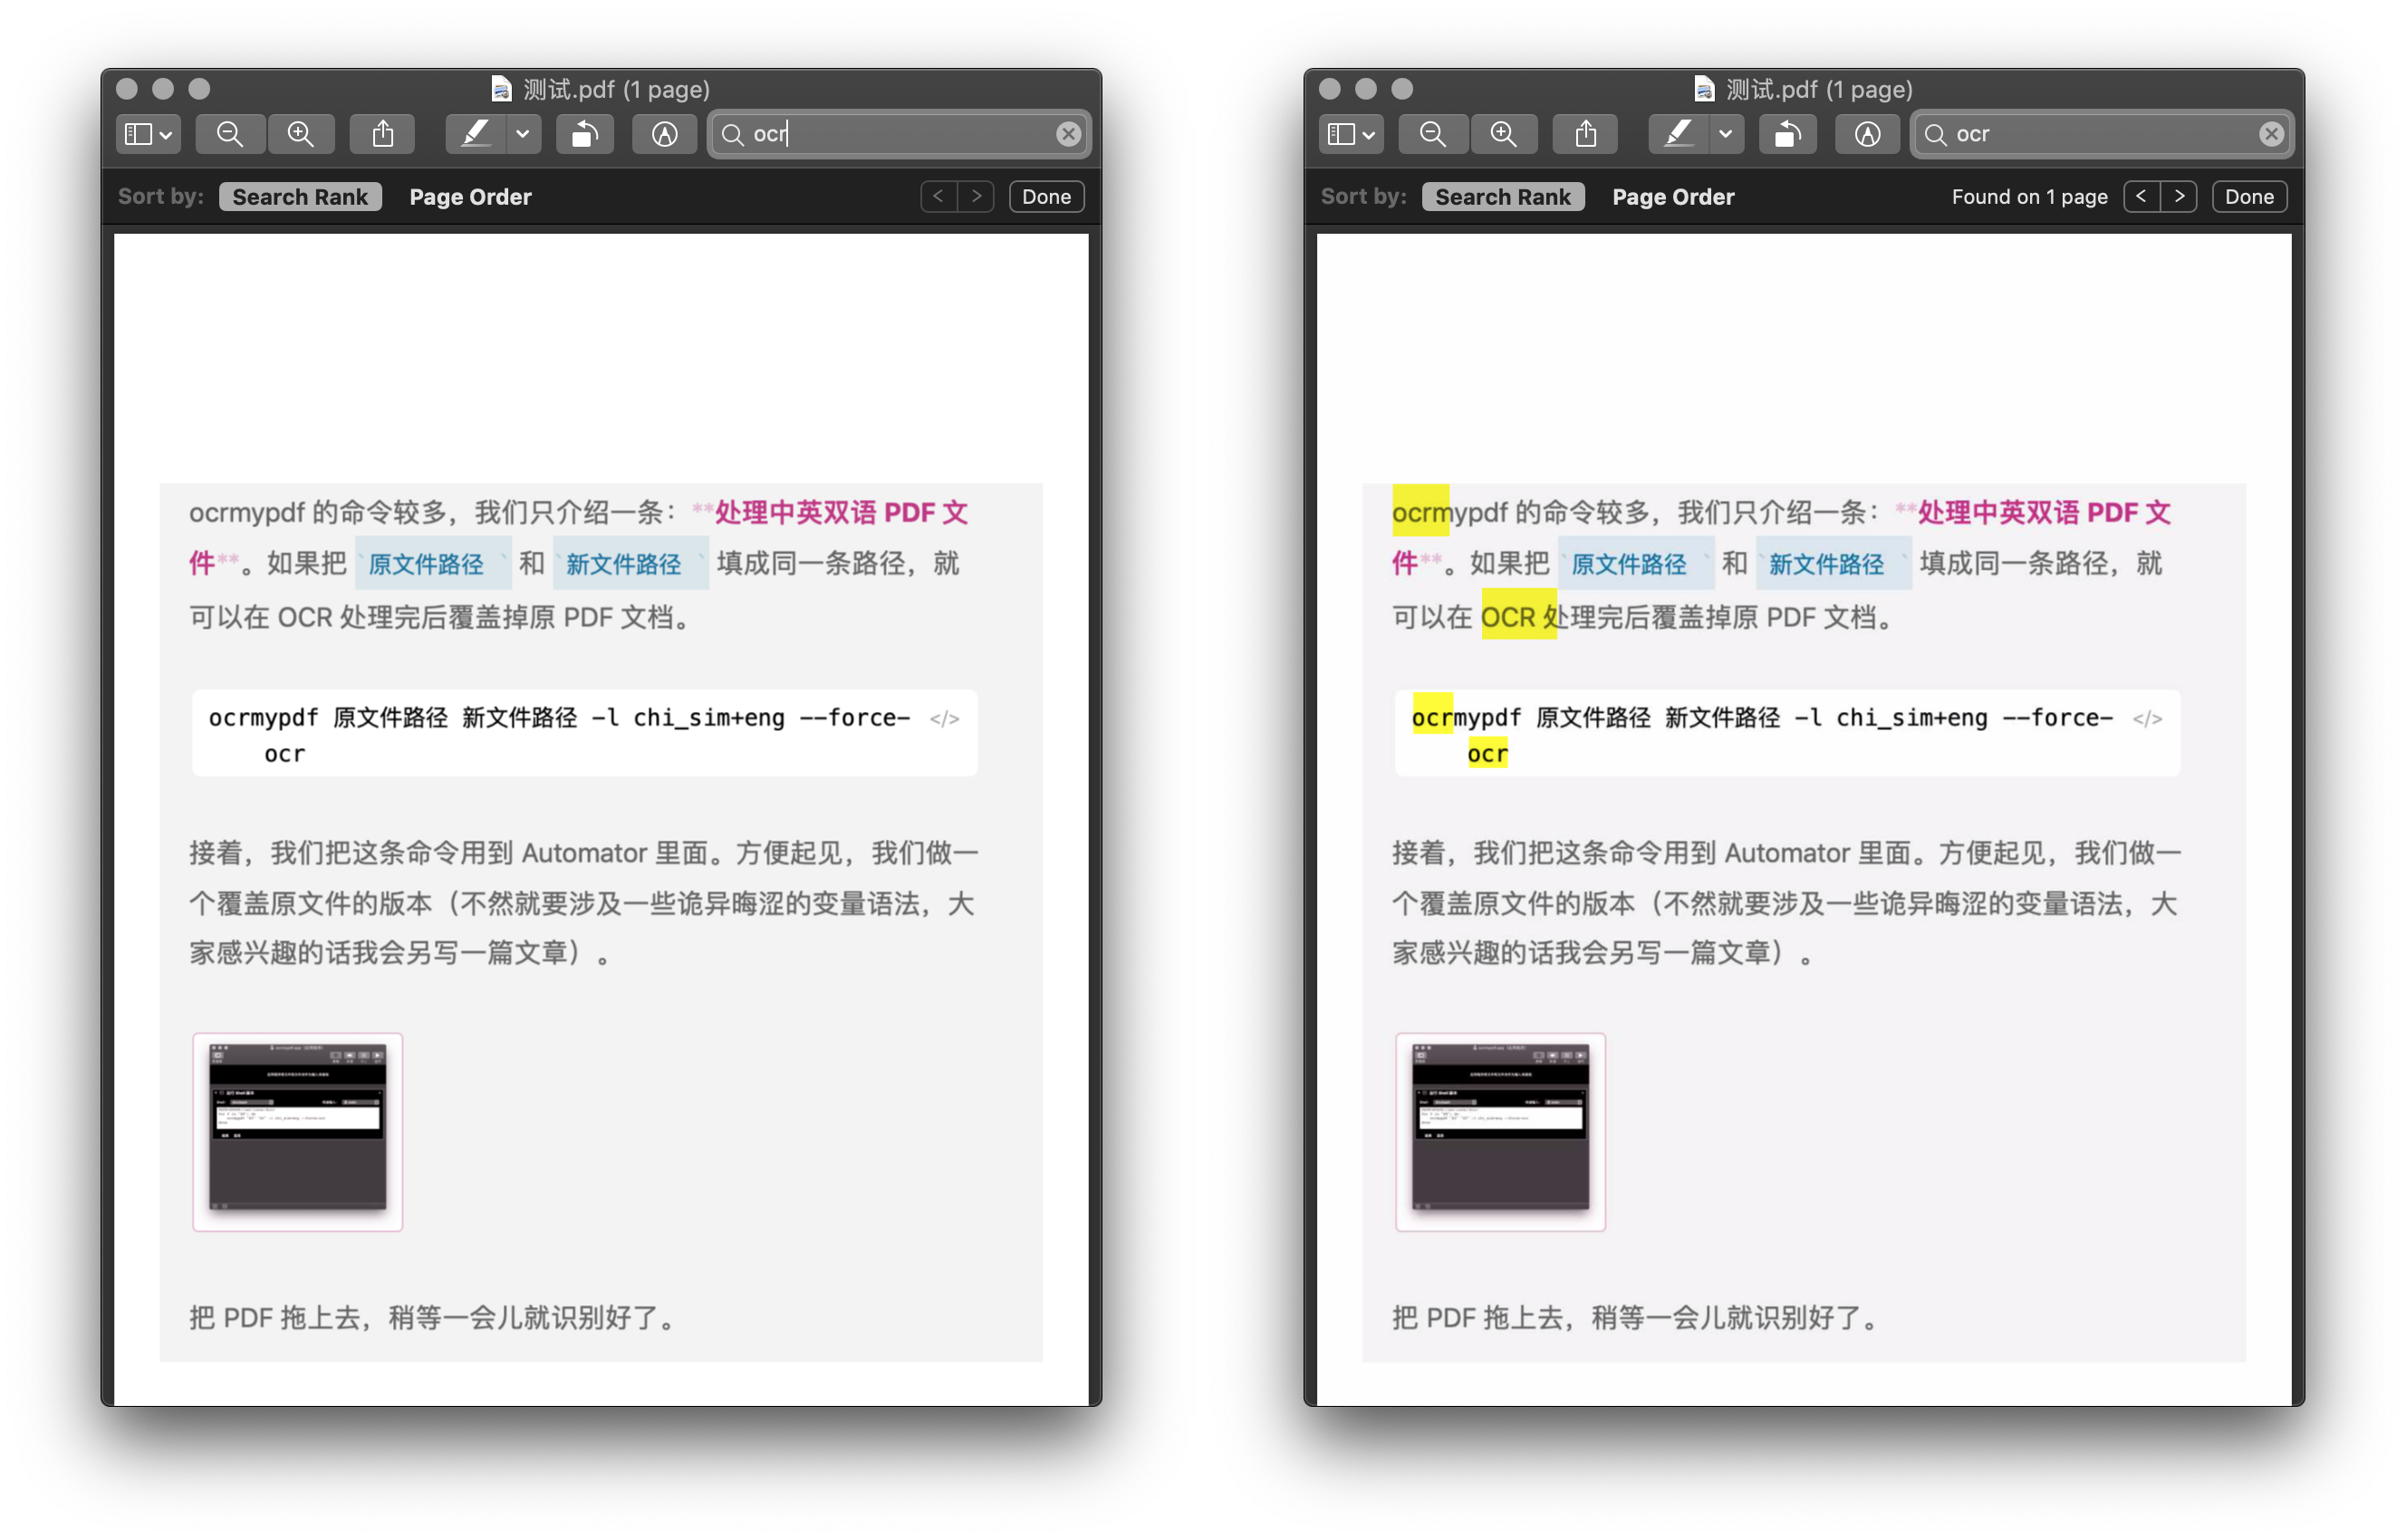 测试.pdf (1 page)
ocr
Sort by: Search Rank Page Order
Done
ocrmypdf 的命令较多，我们只介绍一条：**处理中英双语 PDF 文
件**。如果把 `原文件路径` 和 `新文件路径` 填成同一条路径，就
可以在 OCR 处理完后覆盖掉原 PDF 文档。
ocrmypdf 原文件路径 新文件路径 -l chi_sim+eng --force- </>
ocr
接着，我们把这条命令用到 Automator 里面。方便起见，我们做一
个覆盖原文件的版本（不然就要涉及一些诡异晦涩的变量语法，大
家感兴趣的话我会另写一篇文章）。
把 PDF 拖上去，稍等一会儿就识别好了。
测试.pdf (1 page)
ocr
Sort by: Search Rank Page Order Found on 1 page < > Done
ocrmypdf 的命令较多，我们只介绍一条：**处理中英双语 PDF 文
件**。如果把 `原文件路径` 和 `新文件路径` 填成同一条路径，就
可以在 OCR 处理完后覆盖掉原 PDF 文档。
ocrmypdf 原文件路径 新文件路径 -l chi_sim+eng --force- </>
ocr
接着，我们把这条命令用到 Automator 里面。方便起见，我们做一
个覆盖原文件的版本（不然就要涉及一些诡异晦涩的变量语法，大
家感兴趣的话我会另写一篇文章）。
把 PDF 拖上去，稍等一会儿就识别好了。